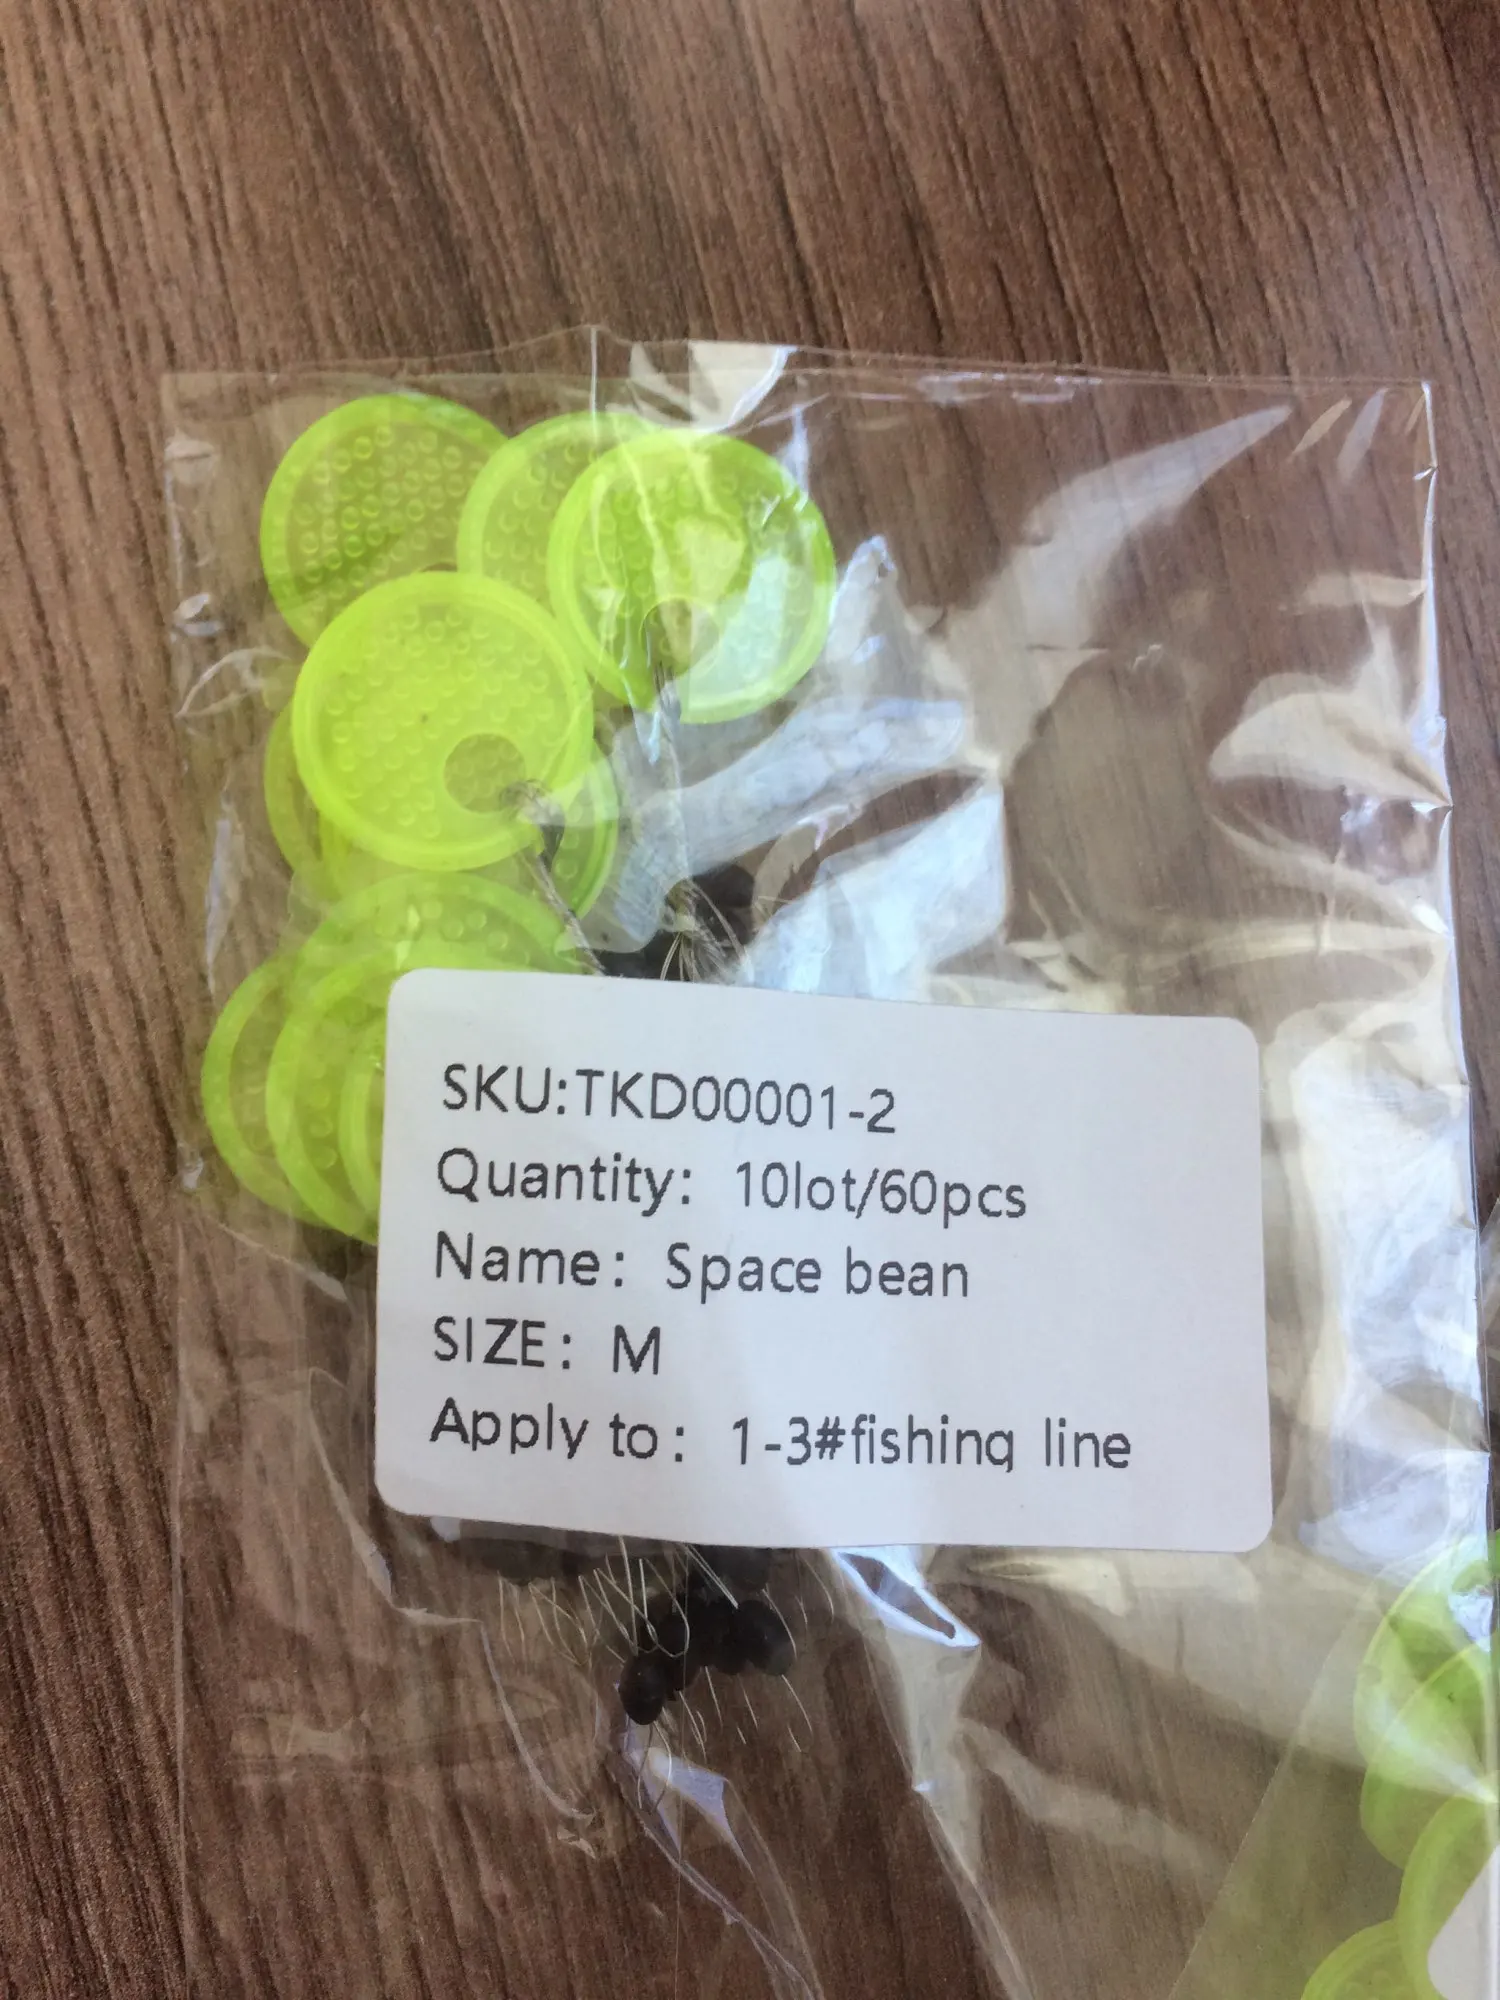 SKU:TKD00001-2
Quantity: 10lot/60pcs
Name: Space bean
SIZE: M
Apply to: 1-3#fishing line